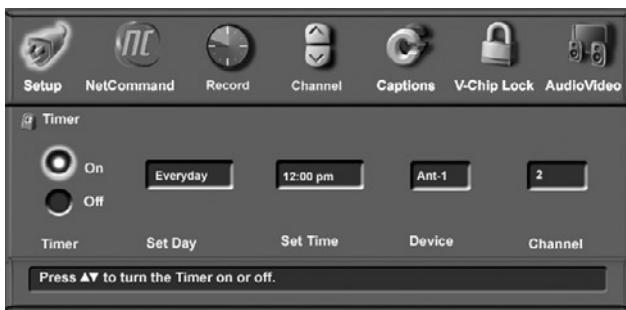 Setup NetCommand Record Channel Captions V-Chip Lock AudioVideo
Timer
On Everyday 12:00 pm Ant-1 2
Off
Timer Set Day Set Time Device Channel
Press ▲▼ to turn the Timer on or off.